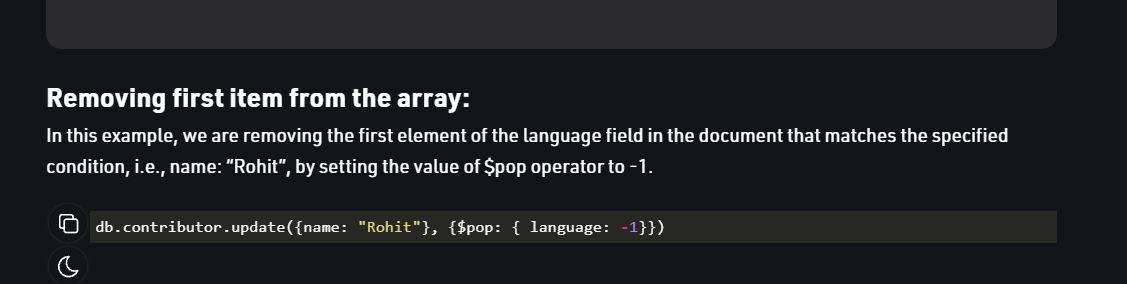 Removing first item from the array:
In this example, we are removing the first element of the language field in the document that matches the specified
condition, i.e., name: “Rohit”, by setting the value of $pop operator to -1.
db.contributor.update({name: "Rohit"}, {$pop: { language: -1}})